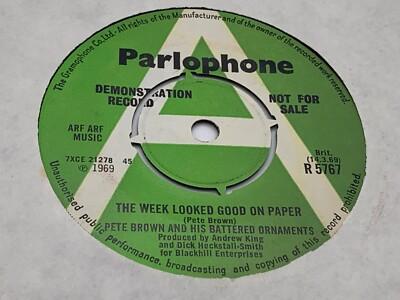 The Gramophone Co. Ltd. All rights of the Manufacturer and of the owner of the recorded work reserved.
Parlophone
DEMONSTRATION
RECORD
NOT FOR
SALE
ARF ARF
MUSIC
7XCE 21278 45
℗ 1969
Brit.
(14.3.69)
R 5767
THE WEEK LOOKED GOOD ON PAPER
(Pete Brown)
PETE BROWN AND HIS BATTERED ORNAMENTS
Produced by Andrew King
and Dick Heckstall-Smith
for Blackhill Enterprises
Unauthorised public performance, broadcasting and copying of this record prohibited.